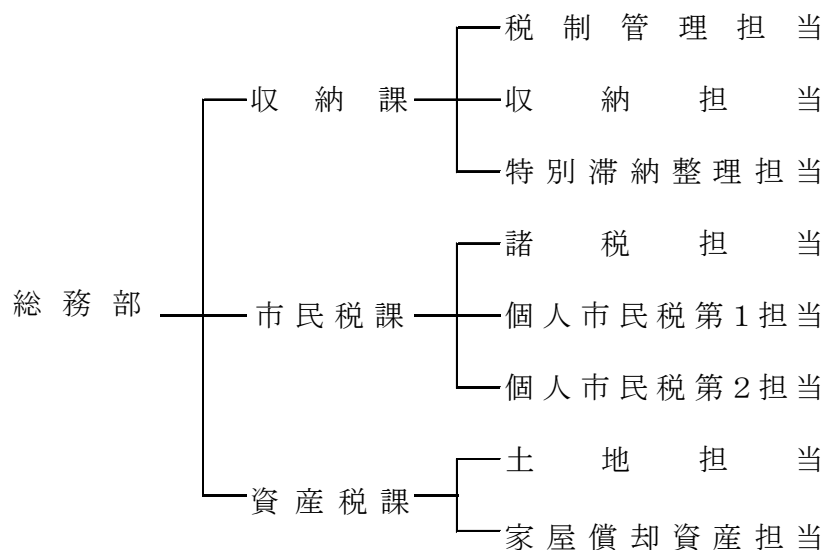 税制管理担当
収納課
収納担当
特別滞納整理担当
諸税担当
総務部
市民税課
個人市民税第1担当
個人市民税第2担当
土地担当
資産税課
家屋償却資産担当